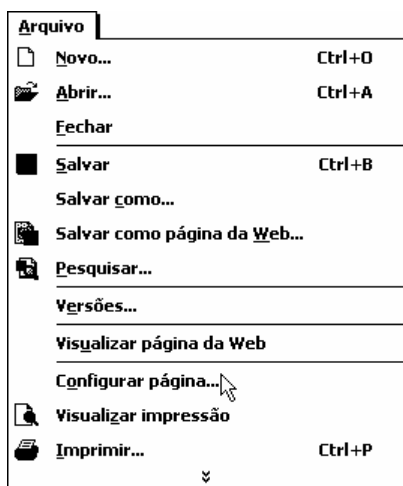 Arquivo
Novo... Ctrl+O
Abrir... Ctrl+A
Fechar
Salvar Ctrl+B
Salvar como...
Salvar como página da Web...
Pesquisar...
Versões...
Visualizar página da Web
Configurar página...
Visualizar impressão
Imprimir... Ctrl+P